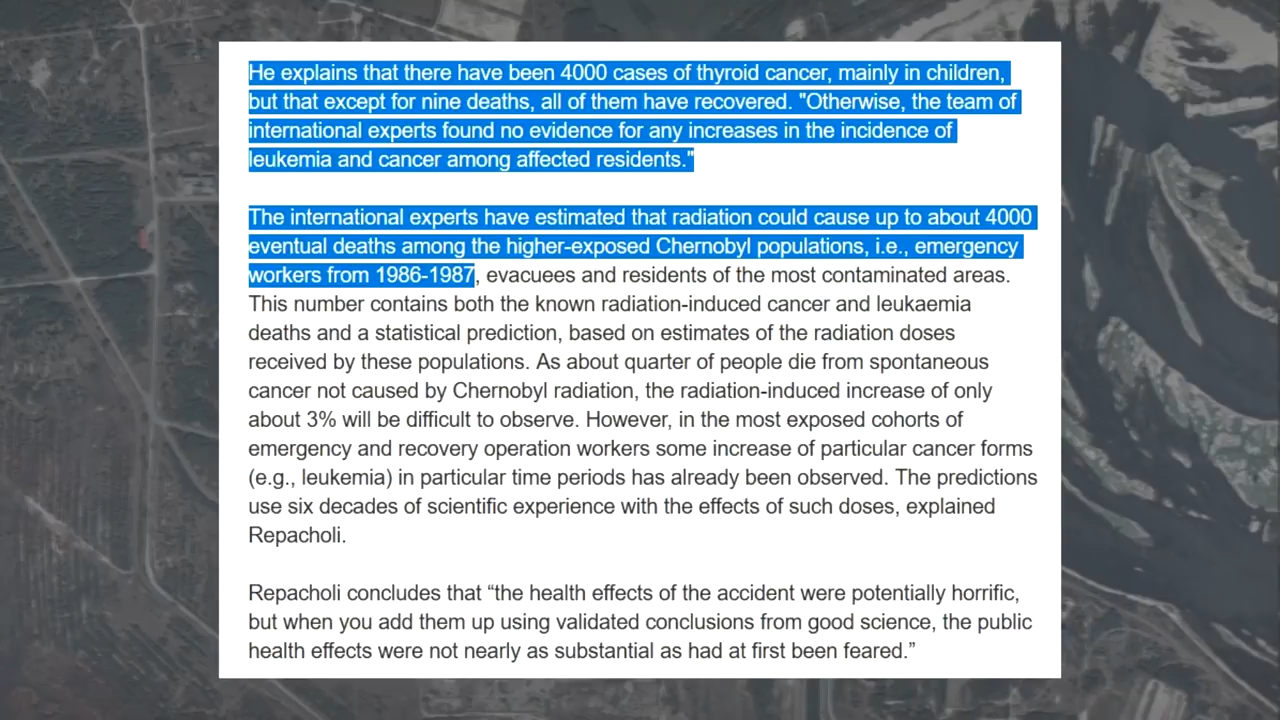 He explains that there have been 4000 cases of thyroid cancer, mainly in children,
but that except for nine deaths, all of them have recovered. "Otherwise, the team of
international experts found no evidence for any increases in the incidence of
leukemia and cancer among affected residents."
The international experts have estimated that radiation could cause up to about 4000
eventual deaths among the higher-exposed Chernobyl populations, i.e., emergency
workers from 1986-1987, evacuees and residents of the most contaminated areas.
This number contains both the known radiation-induced cancer and leukaemia
deaths and a statistical prediction, based on estimates of the radiation doses
received by these populations. As about quarter of people die from spontaneous
cancer not caused by Chernobyl radiation, the radiation-induced increase of only
about 3% will be difficult to observe. However, in the most exposed cohorts of
emergency and recovery operation workers some increase of particular cancer forms
(e.g., leukemia) in particular time periods has already been observed. The predictions
use six decades of scientific experience with the effects of such doses, explained
Repacholi.
Repacholi concludes that “the health effects of the accident were potentially horrific,
but when you add them up using validated conclusions from good science, the public
health effects were not nearly as substantial as had at first been feared.”